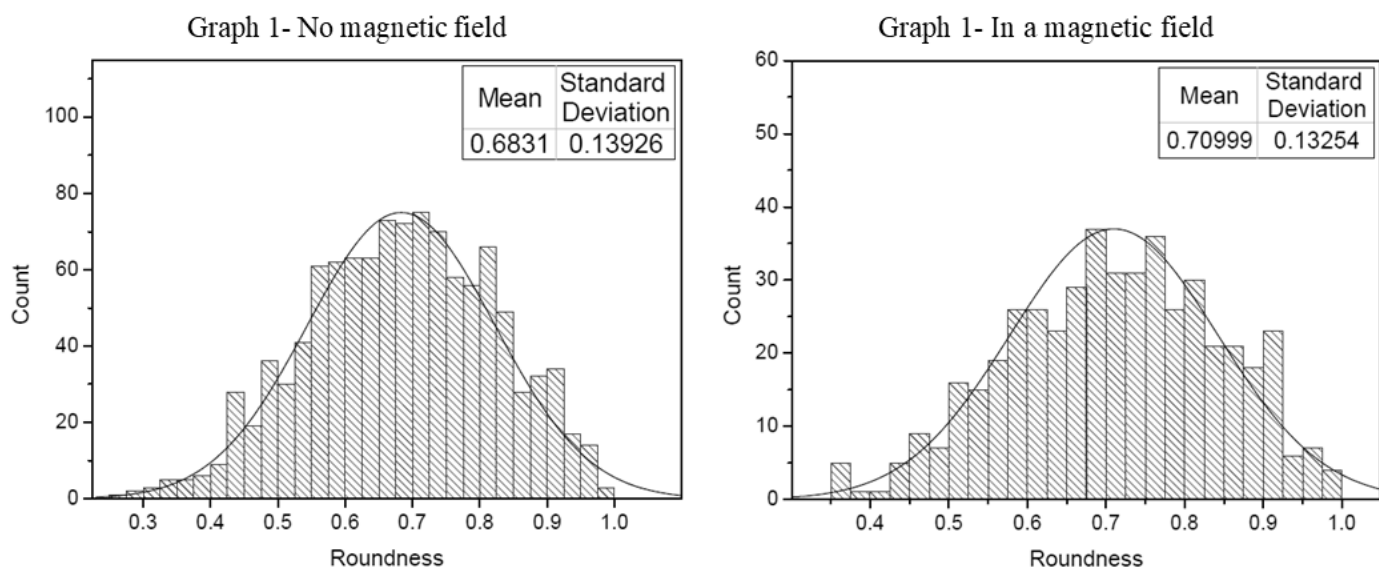 Graph 1- No magnetic field
Mean Standard Deviation
0.6831 0.13926
Count
0
20
40
60
80
100
0.3 0.4 0.5 0.6 0.7 0.8 0.9 1.0
Roundness
Graph 1- In a magnetic field
Mean Standard Deviation
0.70999 0.13254
Count
60
50
40
30
20
10
0
0.4 0.5 0.6 0.7 0.8 0.9 1.0
Roundness